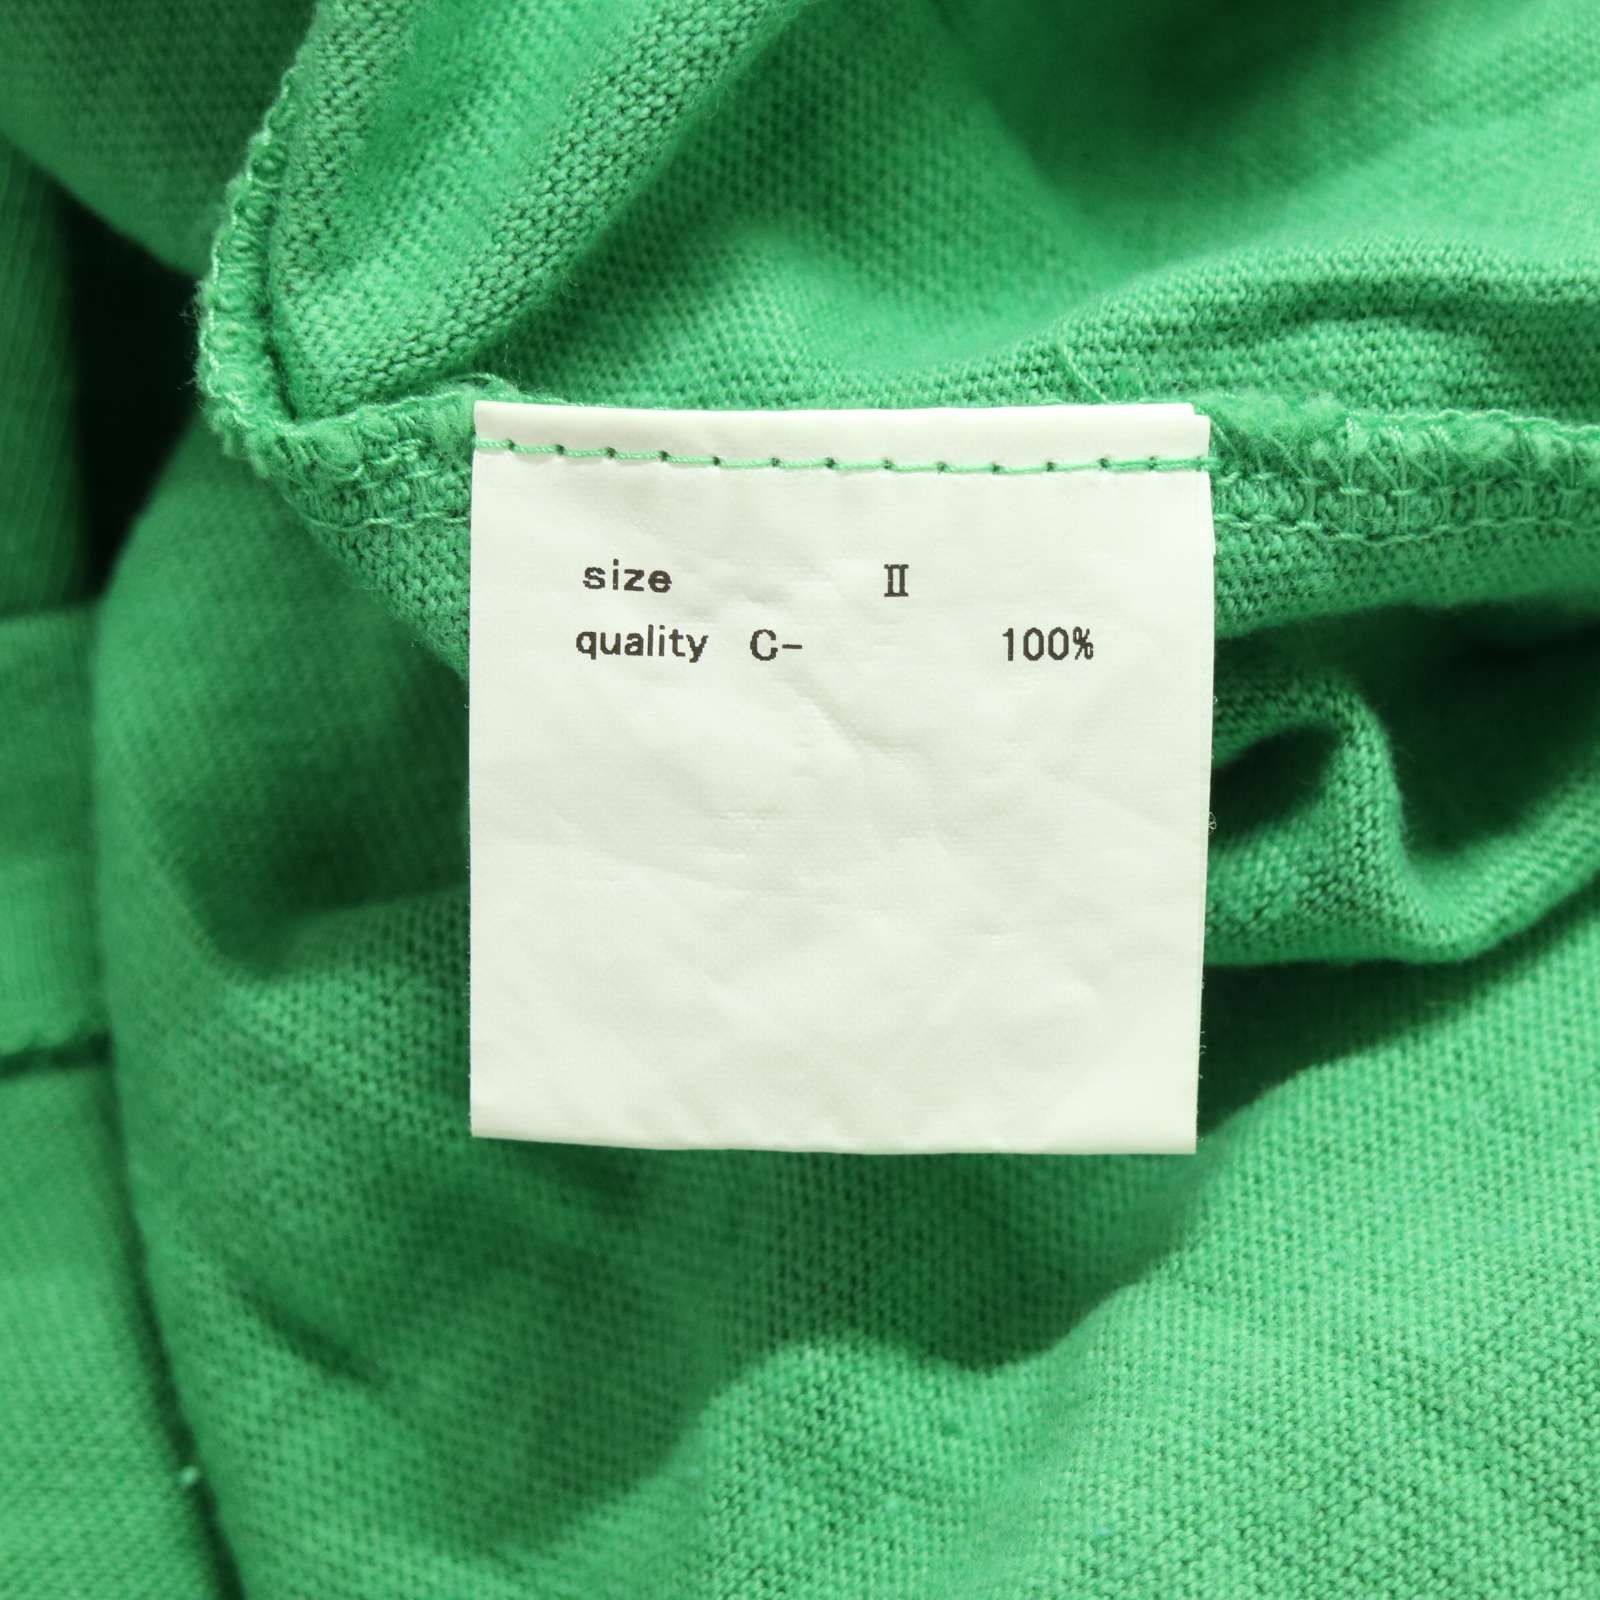 size Ⅱ
quality C- 100%